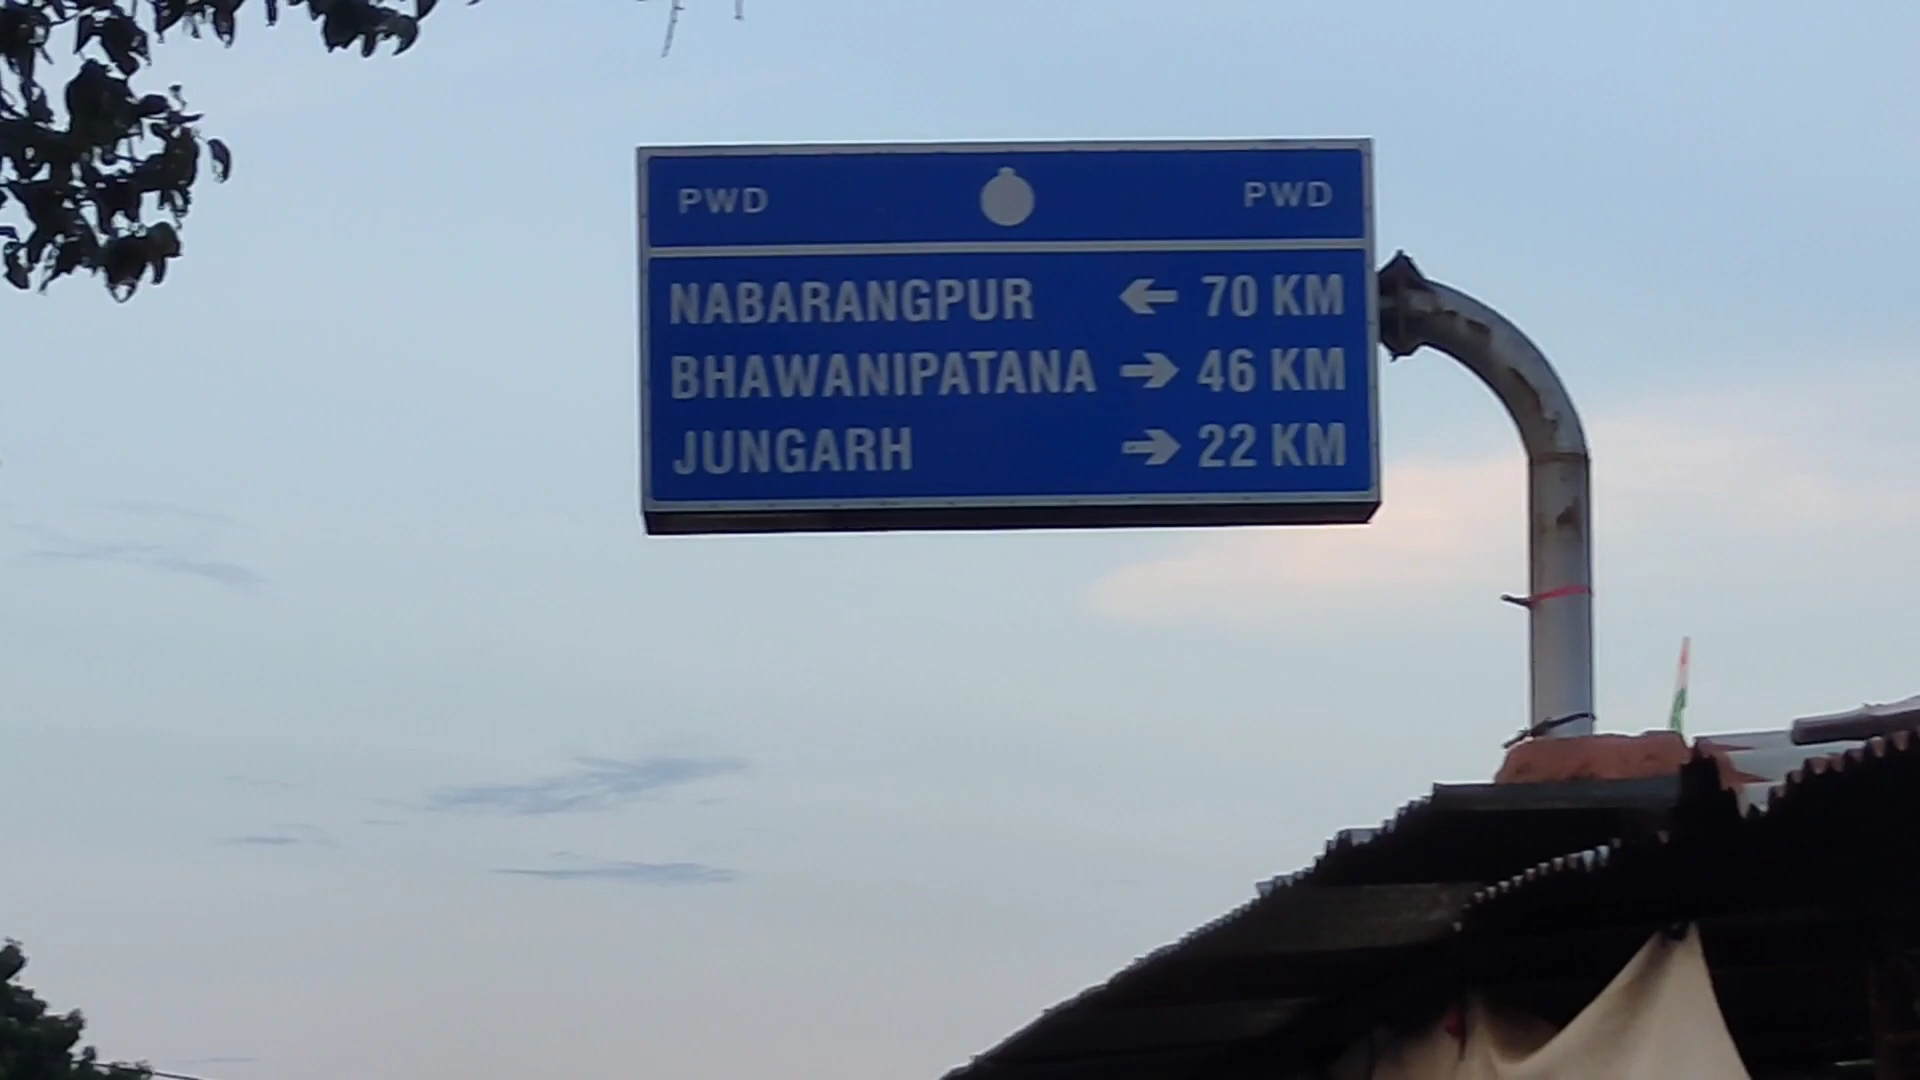 PWD PWD
NABARANGPUR ← 70 KM
BHAWANIPATANA → 46 KM
JUNGARH → 22 KM